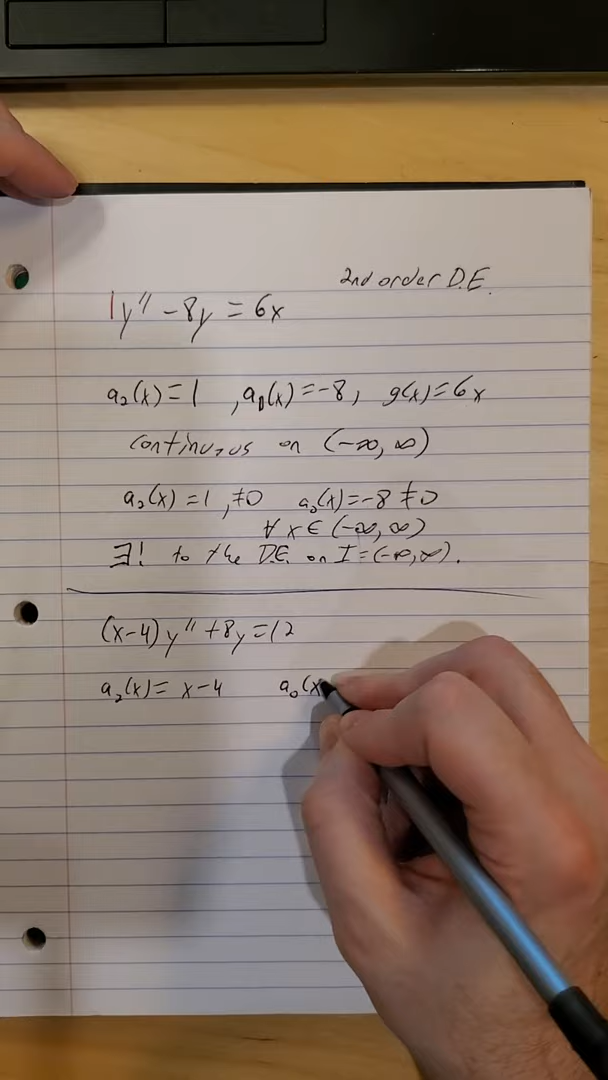 2nd order D.E.
1y'' - 8y = 6x
a₂(x) = 1 , a₀(x) = -8, g(x) = 6x
continuous on (-∞, ∞)
a₂(x) = 1, ≠0 a₀(x) = -8 ≠ 0
∀ x ∈ (-∞, ∞)
∃! to the D.E. on I = (-∞, ∞).
(x-4) y'' + 8y = 12
a₂(x) = x-4 a₀(x